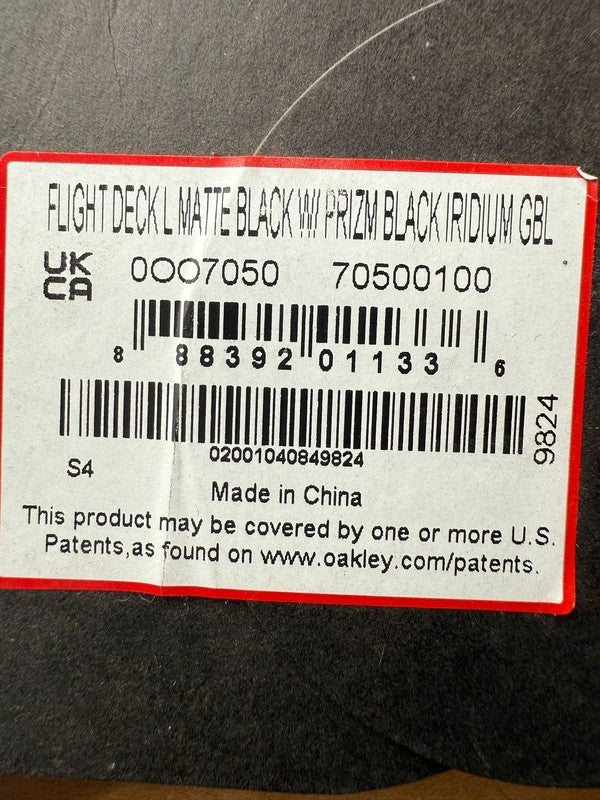 FLIGHT DECK L MATTE BLACK W/ PRIZM BLACK IRIDIUM GBL
UK
CA
0OO7050 70500100
8 88392 01133 6
9824
02001040849824
S4
Made in China
This product may be covered by one or more U.S.
Patents,as found on www.oakley.com/patents.